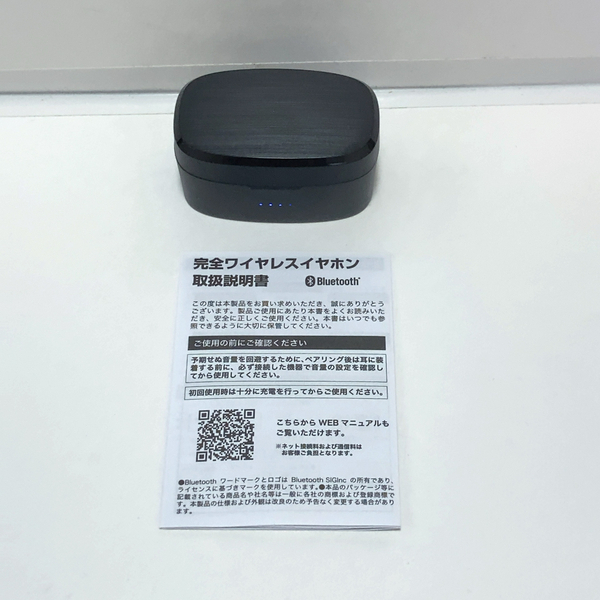 完全ワイヤレスイヤホン
取扱説明書 Bluetooth®
この度は本製品をお買い求めいただき、誠にありがとう
ございます。製品ご使用にあたり本書をよくお読みいた
だき、安全に正しくご使用ください。本書はいつでも参
照できるように大切に保管してください。
ご使用の前にご確認ください
予期せぬ音量を回避するために、ペアリング後は耳に装
着する前に、必ず接続した機器で音量の設定を確認し
てから使用してください。
初回使用時は十分に充電を行ってからご使用ください。
こちらから WEB マニュアルも
ご覧いただけます。
※ネット接続料および通信料は
お客様ご負担となります。
●Bluetooth ワードマークとロゴは Bluetooth SIGInc の所有であり、
ライセンスに基づきマークを使用しています。●本品のパッケージ等に
記載されている商品名や社名等は一般に各社の商標および登録商標で
す。本製品の仕様および外観は改良のため予告なく変更する場合があり
ます。